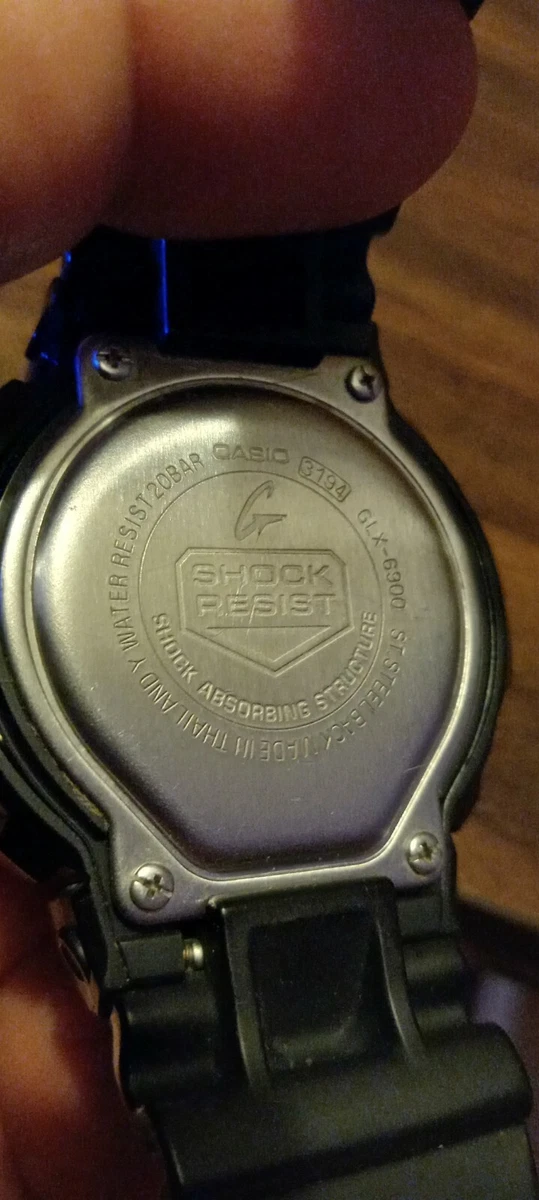 CASIO 3194 GLX-6900 ST.STEEL BACK MADE IN THAILAND Y WATER RESIST 20BAR
G
SHOCK
RESIST
SHOCK ABSORBING STRUCTURE